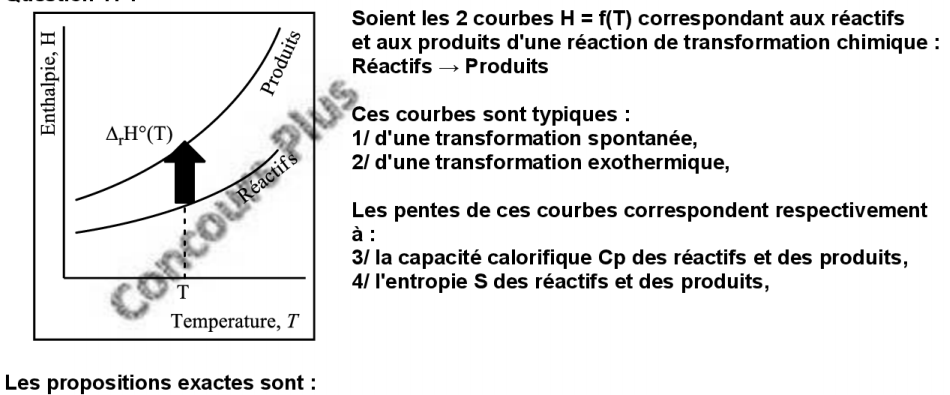 Soient les 2 courbes H = f(T) correspondant aux réactifs
et aux produits d'une réaction de transformation chimique :
Réactifs → Produits
Ces courbes sont typiques :
1/ d'une transformation spontanée,
2/ d'une transformation exothermique,
Les pentes de ces courbes correspondent respectivement
à :
3/ la capacité calorifique Cp des réactifs et des produits,
4/ l'entropie S des réactifs et des produits,
Enthalpie, H
Produits
ΔrH°(T)
Réactifs
T
Temperature, T
Concours Plus
Les propositions exactes sont :